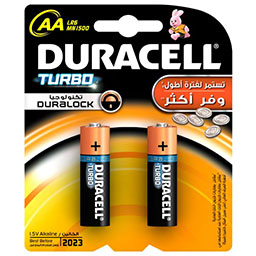 AA LR6
MN1500
DURACELL
TURBO
تكنولوجيا
DURALOCK
تستمر لفترة أطول،
وفر أكثر
DURACELL
TURBO
DURACELL
TURBO
1.5V Alkaline / الكالين
Best Before
2023